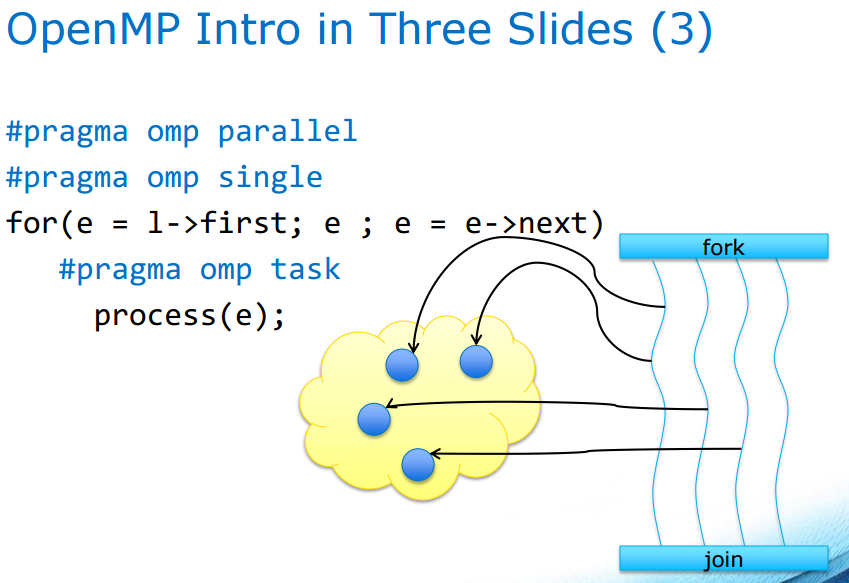 OpenMP Intro in Three Slides (3)
#pragma omp parallel
#pragma omp single
for(e = l->first; e ; e = e->next)
#pragma omp task
process(e);
fork
join